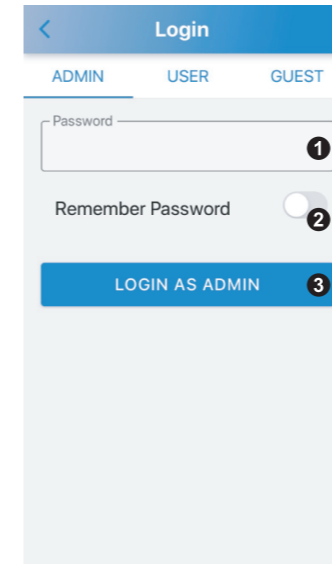 Login
ADMIN USER GUEST
Password
1
Remember Password
2
LOGIN AS ADMIN 3